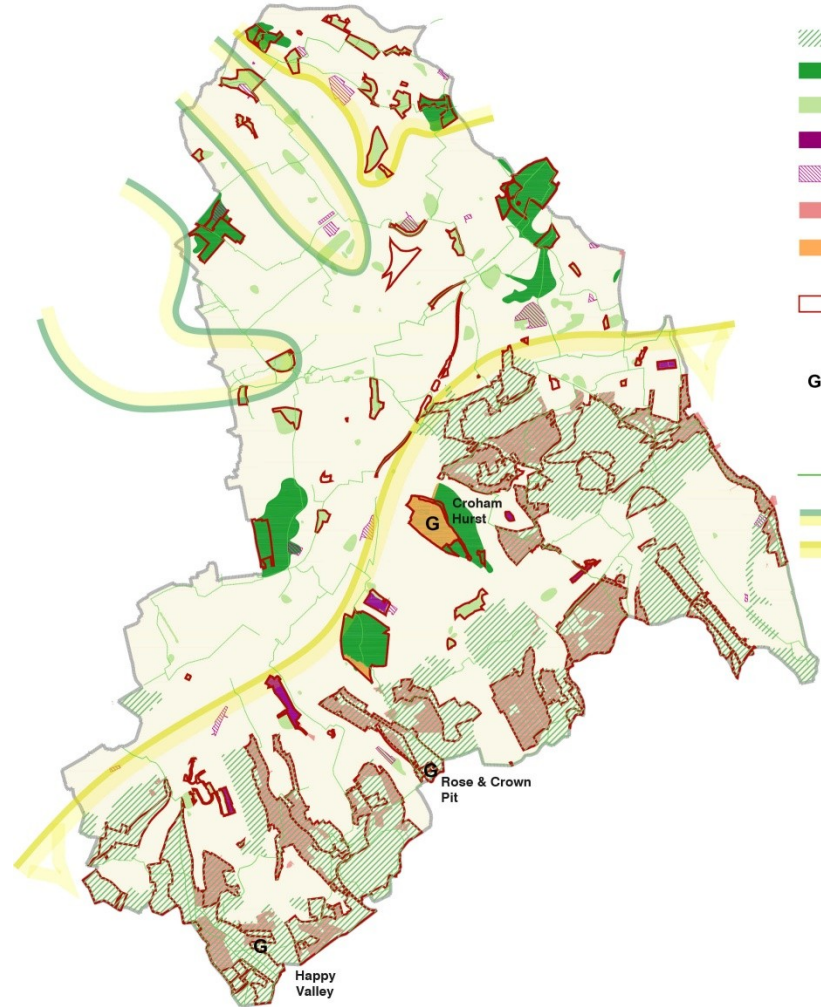 G
G
Croham
Hurst
G
Rose & Crown
Pit
G
Happy
Valley